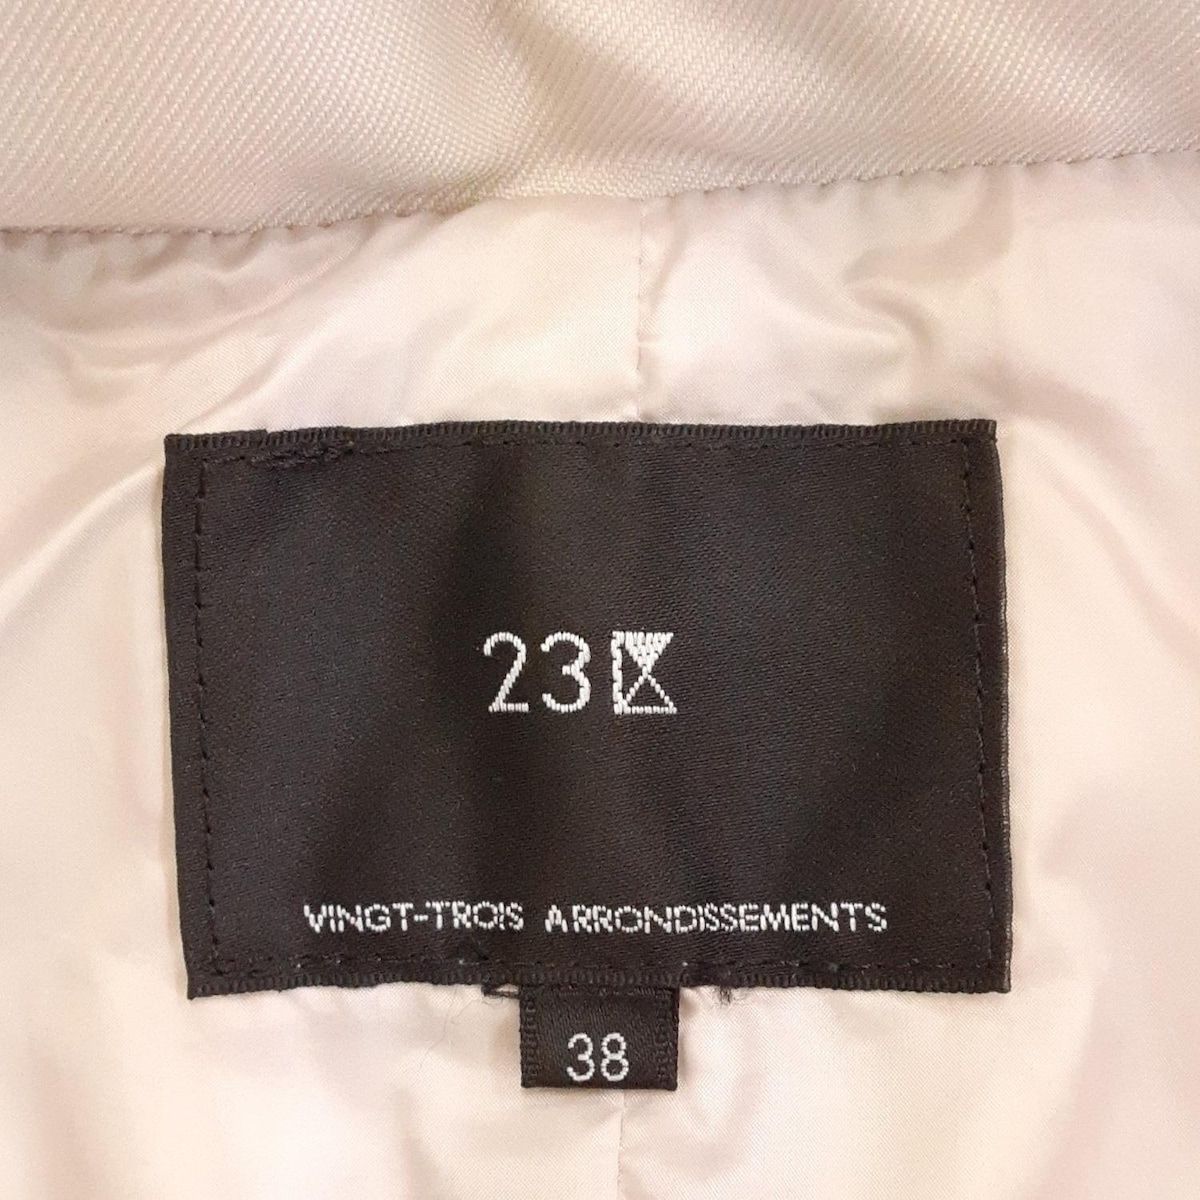 23区
VINGT-TROIS ARRONDISSEMENTS
38